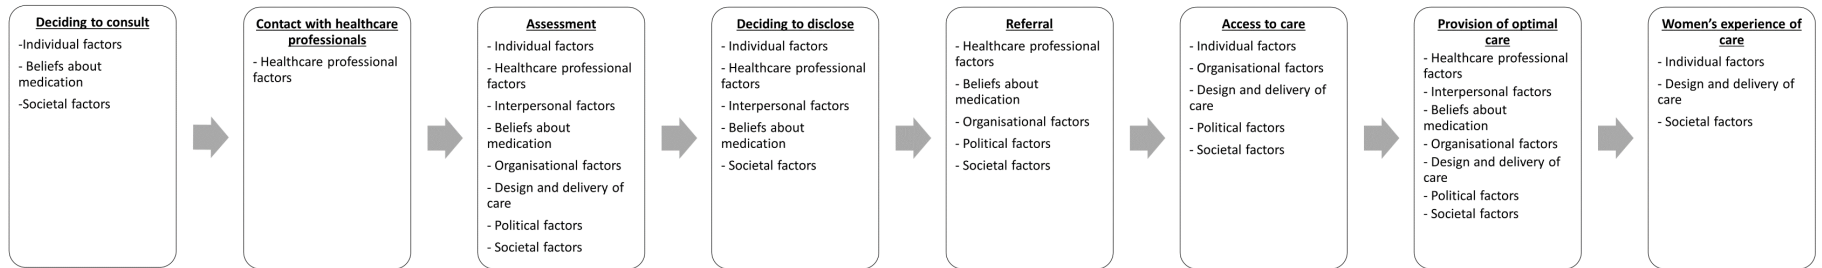 Deciding to consult
-Individual factors
- Beliefs about
medication
-Societal factors
Contact with healthcare
professionals
- Healthcare professional
factors
Assessment
- Individual factors
- Healthcare professional
factors
- Interpersonal factors
- Beliefs about
medication
- Organisational factors
- Design and delivery of
care
- Political factors
- Societal factors
Deciding to disclose
- Individual factors
- Healthcare professional
factors
- Interpersonal factors
- Beliefs about
medication
- Societal factors
Referral
- Healthcare professional
factors
- Beliefs about
medication
- Organisational factors
- Political factors
- Societal factors
Access to care
- Individual factors
- Organisational factors
- Design and delivery of
care
- Political factors
- Societal factors
Provision of optimal
care
- Healthcare professional
factors
- Interpersonal factors
- Beliefs about
medication
- Organisational factors
- Design and delivery of
care
- Political factors
- Societal factors
Women’s experience of
care
- Individual factors
- Design and delivery of
care
- Societal factors